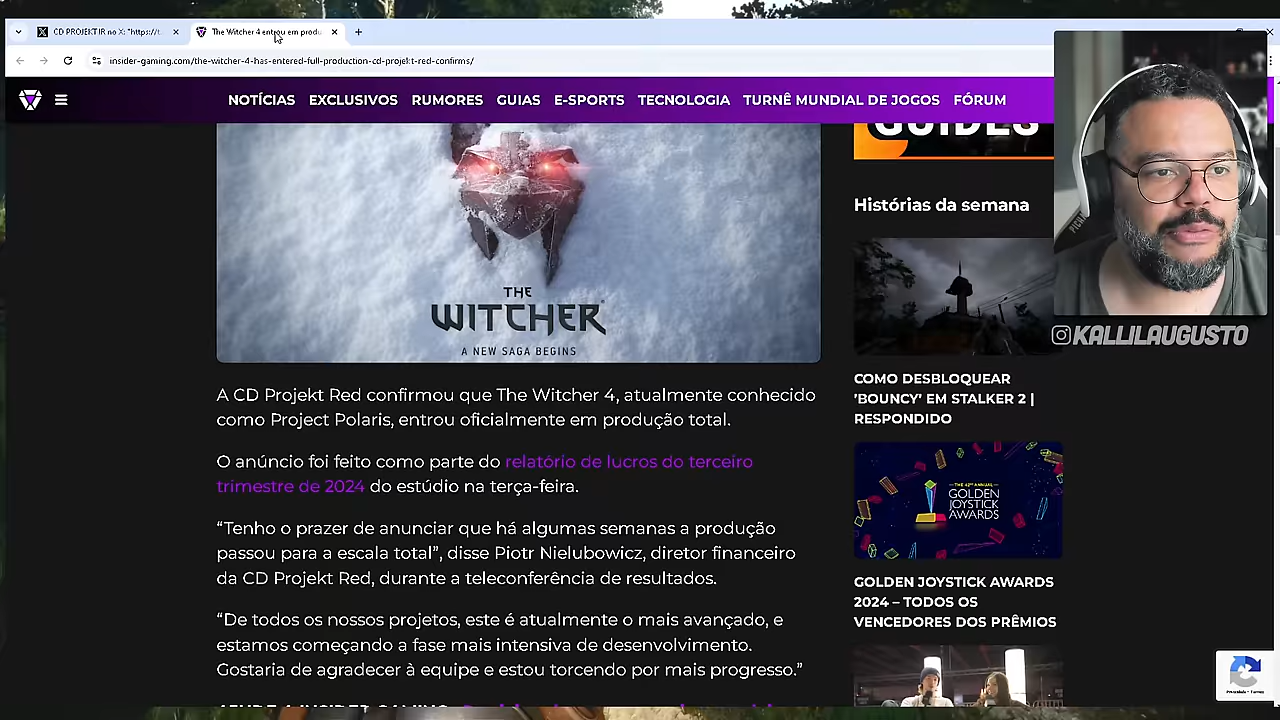 CD PROJEKT IR no X: "https://t...
The Witcher 4 entrou em produ
insider-gaming.com/the-witcher-4-has-entered-full-production-cd-projekt-red-confirms/
NOTÍCIAS EXCLUSIVOS RUMORES GUIAS E-SPORTS TECNOLOGIA TURNÊ MUNDIAL DE JOGOS FÓRUM
THE
WITCHER
A NEW SAGA BEGINS
A CD Projekt Red confirmou que The Witcher 4, atualmente conhecido
como Project Polaris, entrou oficialmente em produção total.
O anúncio foi feito como parte do relatório de lucros do terceiro
trimestre de 2024 do estúdio na terça-feira.
“Tenho o prazer de anunciar que há algumas semanas a produção
passou para a escala total”, disse Piotr Nielubowicz, diretor financeiro
da CD Projekt Red, durante a teleconferência de resultados.
“De todos os nossos projetos, este é atualmente o mais avançado, e
estamos começando a fase mais intensiva de desenvolvimento.
Gostaria de agradecer à equipe e estou torcendo por mais progresso.”
GUIDES
Histórias da semana
COMO DESBLOQUEAR
'BOUNCY' EM STALKER 2 |
RESPONDIDO
THE 42ND ANNUAL
GOLDEN
JOYSTICK
AWARDS
GOLDEN JOYSTICK AWARDS
2024 – TODOS OS
VENCEDORES DOS PRÊMIOS
KALLILAUGUSTO
Privacidade - Termos